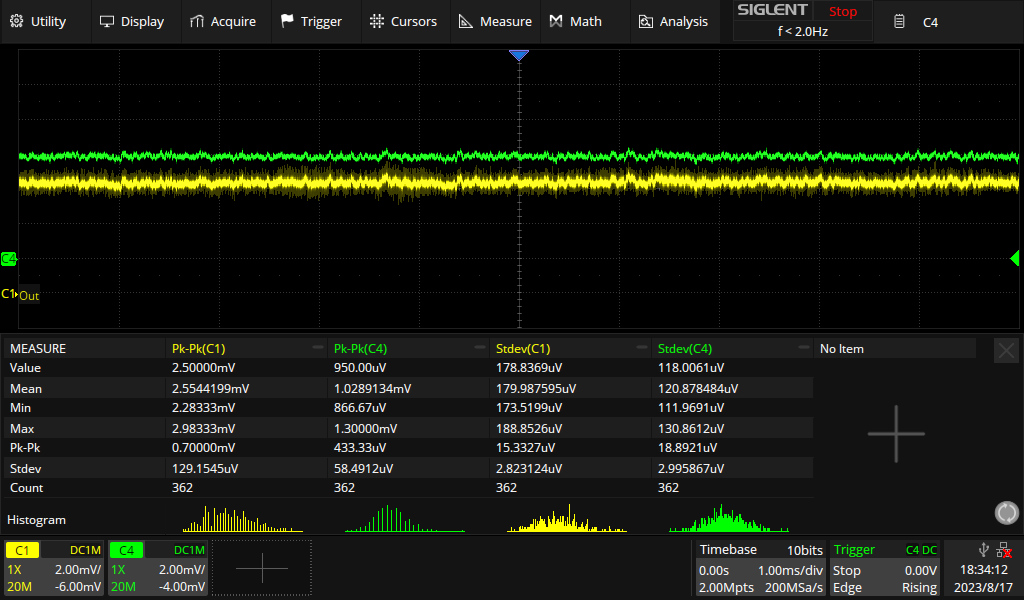 Utility Display Acquire Trigger Cursors Measure Math Analysis SIGLENT Stop C4
f < 2.0Hz
C4
C1 Out
MEASURE Pk-Pk(C1) Pk-Pk(C4) Stdev(C1) Stdev(C4) No Item
Value 2.50000mV 950.00uV 178.8369uV 118.0061uV
Mean 2.5544199mV 1.0289134mV 179.987595uV 120.878484uV
Min 2.28333mV 866.67uV 173.5199uV 111.9691uV
Max 2.98333mV 1.30000mV 188.8526uV 130.8612uV
Pk-Pk 0.70000mV 433.33uV 15.3327uV 18.8921uV
Stdev 129.1545uV 58.4912uV 2.823124uV 2.995867uV
Count 362 362 362 362
Histogram
C1 DC1M C4 DC1M Timebase 10bits Trigger C4 DC
1X 2.00mV/ 1X 2.00mV/ 0.00s 1.00ms/div Stop 0.00V 18:34:12
20M -6.00mV 20M -4.00mV 2.00Mpts 200MSa/s Edge Rising 2023/8/17